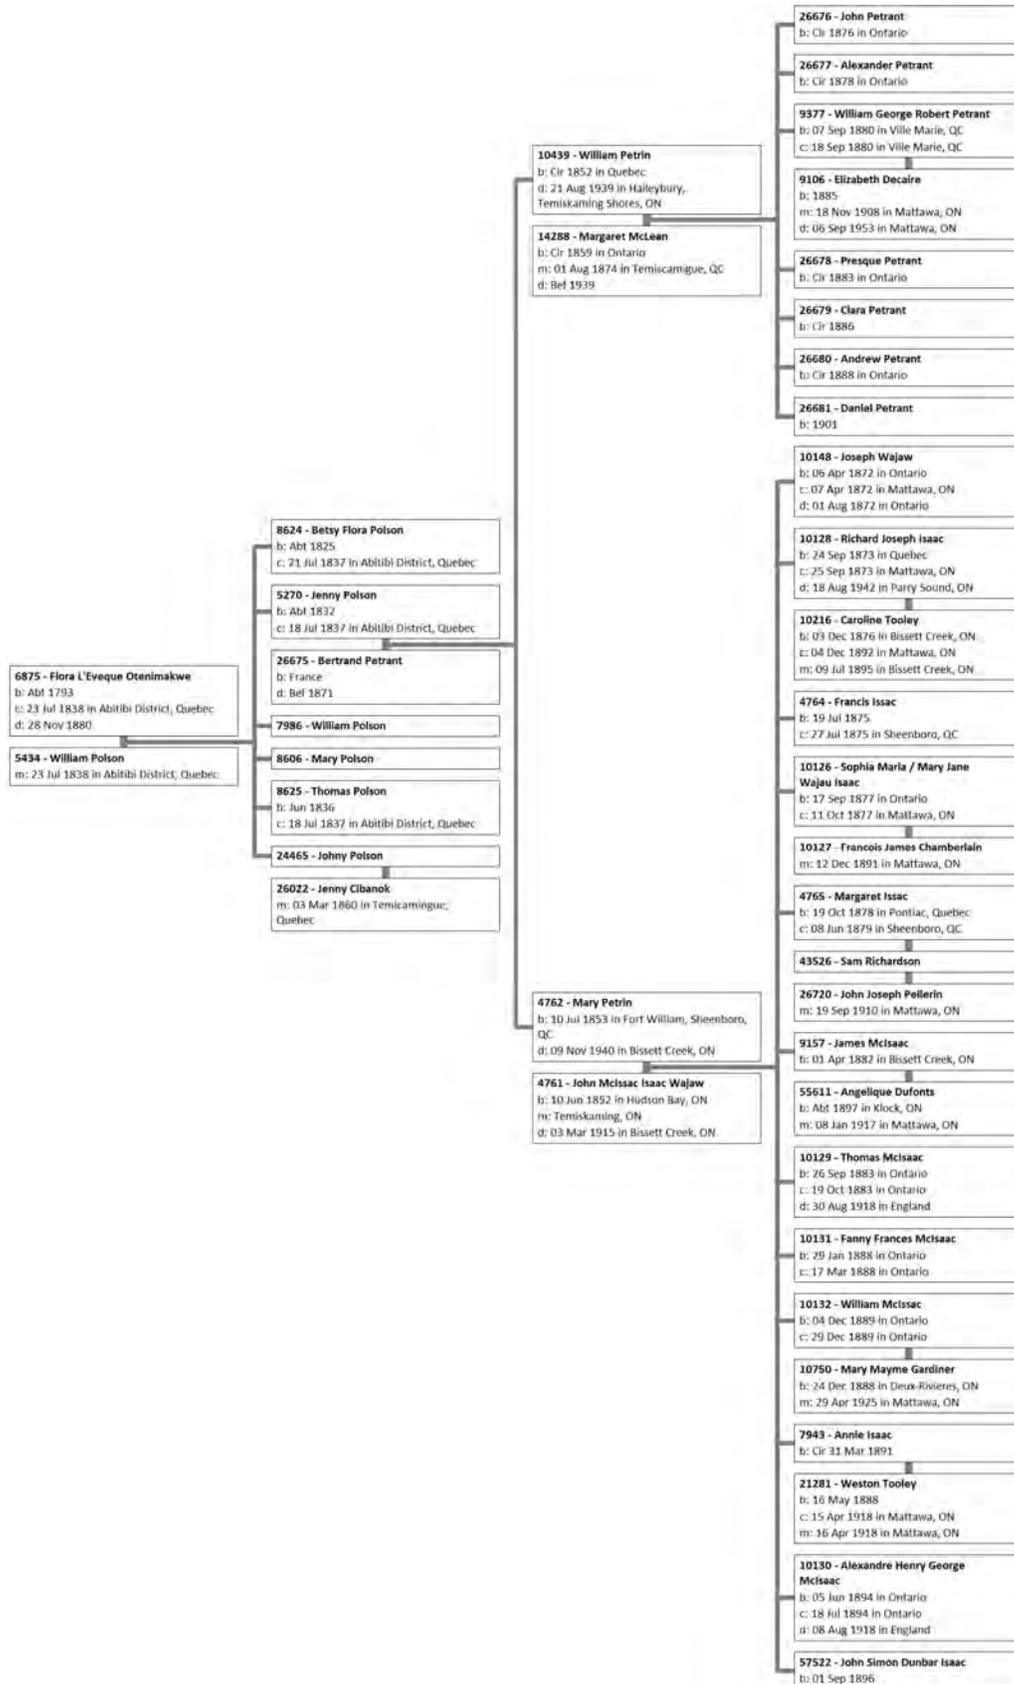 6875 - Flora L'Eveque Otenimakwe
b: Abt 1793
c: 23 Jul 1838 in Abitibi District, Quebec
d: 28 Nov 1880
5434 - William Polson
m: 23 Jul 1838 in Abitibi District, Quebec
8624 - Betsy Flora Polson
b: Abt 1825
c: 21 Jul 1837 in Abitibi District, Quebec
5270 - Jenny Polson
b: Abt 1832
c: 18 Jul 1837 in Abitibi District, Quebec
26675 - Bertrand Petrant
b: France
d: Bef 1871
7986 - William Polson
8606 - Mary Polson
8625 - Thomas Polson
b: Jun 1836
c: 18 Jul 1837 in Abitibi District, Quebec
24465 - Johny Polson
26022 - Jenny Cibanok
m: 03 Mar 1860 in Temicamingue,
Quebec
10439 - William Petrin
b: Cir 1852 in Quebec
d: 21 Aug 1939 in Haileybury,
Temiskaming Shores, ON
14288 - Margaret McLean
b: Cir 1859 in Ontario
m: 01 Aug 1874 in Temiscamigue, QC
d: Bef 1939
4762 - Mary Petrin
b: 10 Jul 1853 in Fort William, Sheenboro,
QC
d: 09 Nov 1940 in Bissett Creek, ON
4761 - John McIssac Isaac Wajaw
b: 10 Jun 1852 in Hudson Bay, ON
m: Temiskaming, ON
d: 03 Mar 1915 in Bissett Creek, ON
26676 - John Petrant
b: Cir 1876 in Ontario
26677 - Alexander Petrant
b: Cir 1878 in Ontario
9377 - William George Robert Petrant
b: 07 Sep 1880 in Ville Marie, QC
c: 18 Sep 1880 in Ville Marie, QC
9106 - Elizabeth Decaire
b: 1885
m: 18 Nov 1908 in Mattawa, ON
d: 06 Sep 1953 in Mattawa, ON
26678 - Presque Petrant
b: Cir 1883 in Ontario
26679 - Clara Petrant
b: Cir 1886
26680 - Andrew Petrant
b: Cir 1888 in Ontario
26681 - Daniel Petrant
b: 1901
10148 - Joseph Wajaw
b: 06 Apr 1872 in Ontario
c: 07 Apr 1872 in Mattawa, ON
d: 01 Aug 1872 in Ontario
10128 - Richard Joseph Isaac
b: 24 Sep 1873 in Quebec
c: 25 Sep 1873 in Mattawa, ON
d: 18 Aug 1942 in Parry Sound, ON
10216 - Caroline Tooley
b: 03 Dec 1876 in Bissett Creek, ON
c: 04 Dec 1892 in Mattawa, ON
m: 09 Jul 1895 in Bissett Creek, ON
4764 - Francis Issac
b: 19 Jul 1875
c: 27 Jul 1875 in Sheenboro, QC
10126 - Sophia Maria / Mary Jane
Wajau Isaac
b: 17 Sep 1877 in Ontario
c: 11 Oct 1877 in Mattawa, ON
10127 - Francois James Chamberlain
m: 12 Dec 1891 in Mattawa, ON
4765 - Margaret Issac
b: 19 Oct 1878 in Pontiac, Quebec
c: 08 Jun 1879 in Sheenboro, QC
43526 - Sam Richardson
26720 - John Joseph Pellerin
m: 19 Sep 1910 in Mattawa, ON
9157 - James McIsaac
b: 01 Apr 1882 in Bissett Creek, ON
55611 - Angelique Dufonts
b: Abt 1897 in Klock, ON
m: 08 Jan 1917 in Mattawa, ON
10129 - Thomas McIsaac
b: 26 Sep 1883 in Ontario
c: 19 Oct 1883 in Ontario
d: 30 Aug 1918 in England
10131 - Fanny Frances McIsaac
b: 29 Jan 1888 in Ontario
c: 17 Mar 1888 in Ontario
10132 - William McIssac
b: 04 Dec 1889 in Ontario
c: 29 Dec 1889 in Ontario
10750 - Mary Mayme Gardiner
b: 24 Dec 1888 in Deux-Rivieres, ON
m: 29 Apr 1925 in Mattawa, ON
7943 - Annie Isaac
b: Cir 31 Mar 1891
21281 - Weston Tooley
b: 16 May 1888
c: 15 Apr 1918 in Mattawa, ON
m: 16 Apr 1918 in Mattawa, ON
10130 - Alexandre Henry George
McIsaac
b: 05 Jun 1894 in Ontario
c: 18 Jul 1894 in Ontario
d: 08 Aug 1918 in England
57522 - John Simon Dunbar Isaac
b: 01 Sep 1896